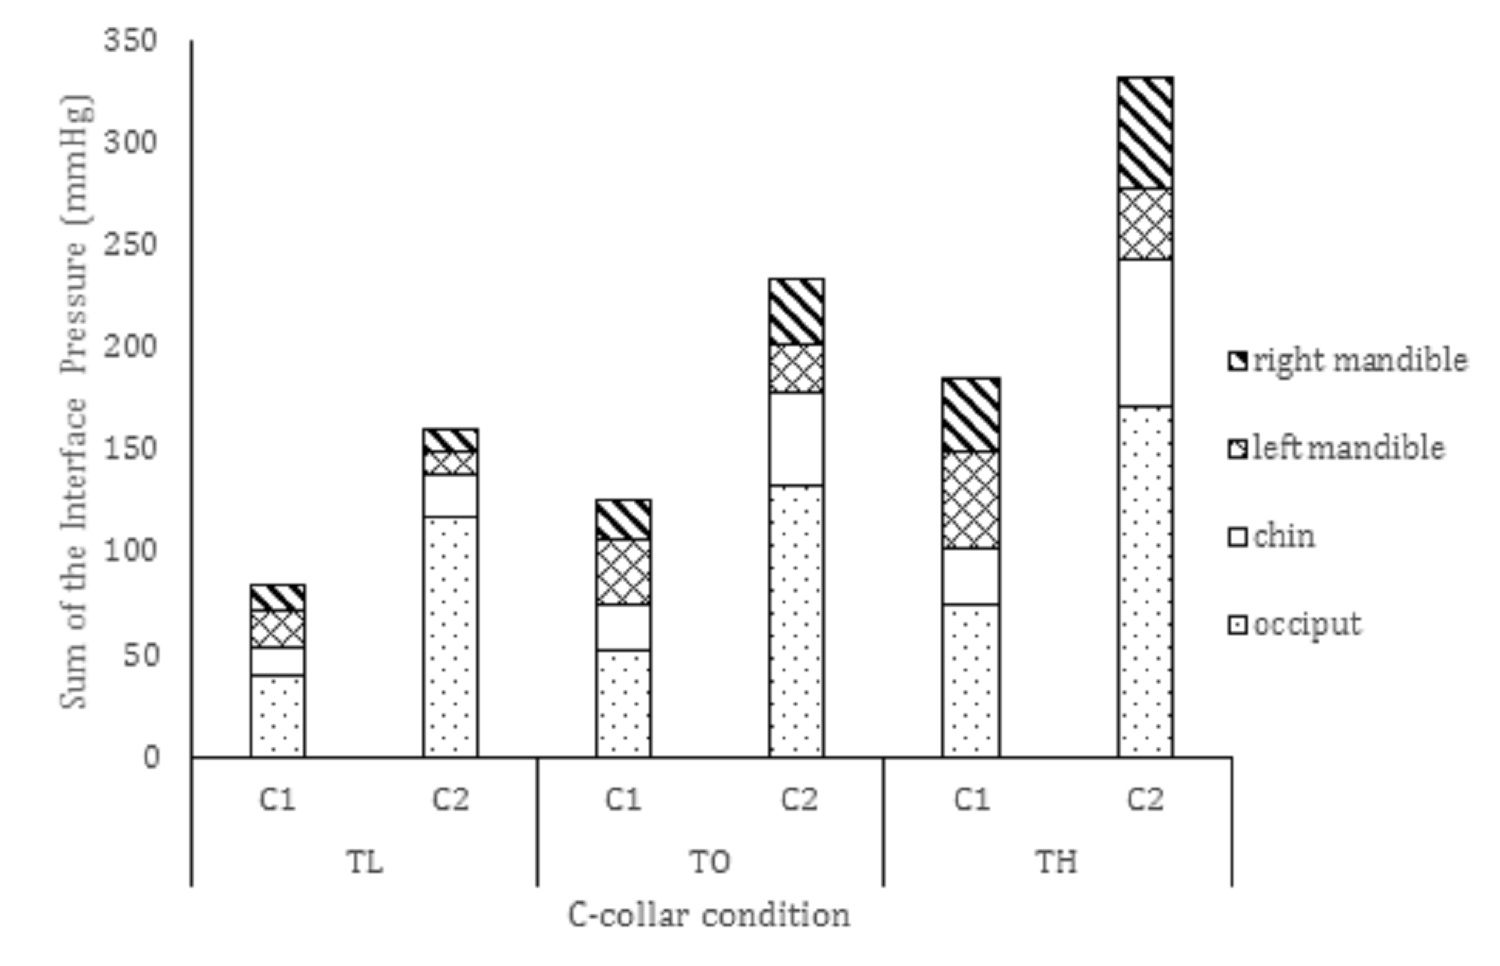 Sum of the Interface Pressure (mmHg)
350
300
250
200
150
100
50
0
C1
C2
C1
C2
C1
C2
TL
TO
TH
C-collar condition
right mandible
left mandible
chin
occiput